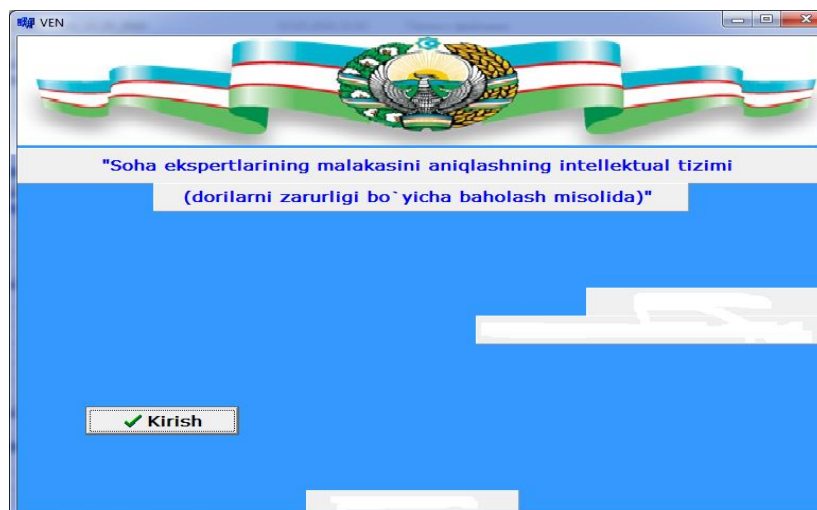 VEN
"Soha ekspertlarining malakasini aniqlashning intellektual tizimi
(dorilarni zarurligi bo`yicha baholash misolida)"
Kirish